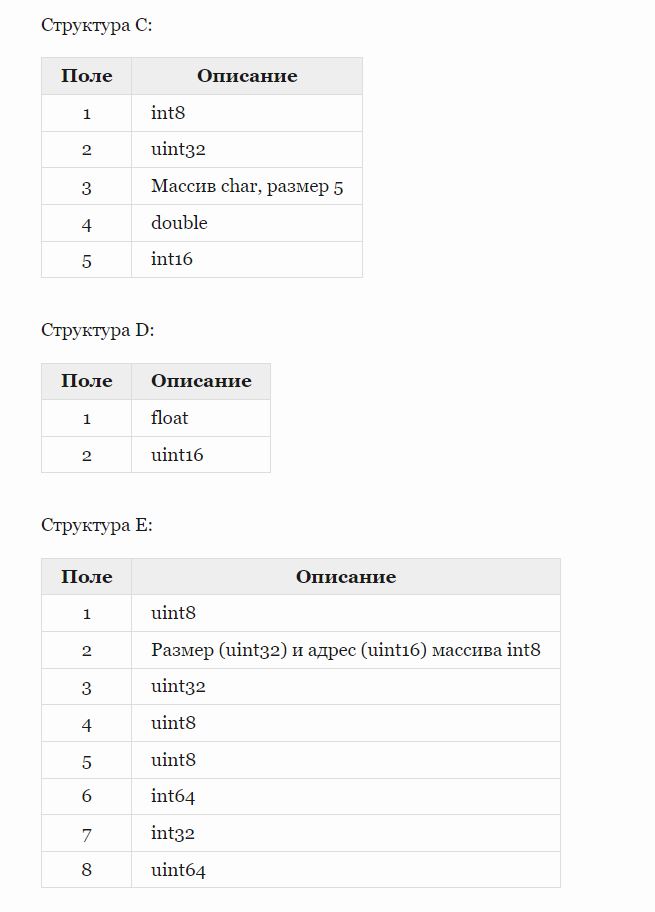 Структура C:
Поле Описание
1 int8
2 uint32
3 Массив char, размер 5
4 double
5 int16
Структура D:
Поле Описание
1 float
2 uint16
Структура E:
Поле Описание
1 uint8
2 Размер (uint32) и адрес (uint16) массива int8
3 uint32
4 uint8
5 uint8
6 int64
7 int32
8 uint64